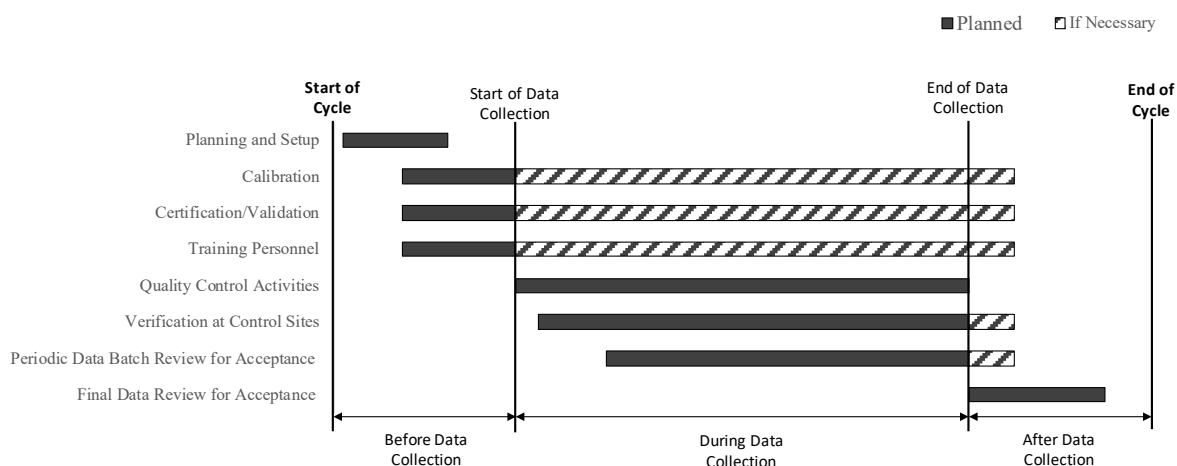 Planned If Necessary
Start of
Cycle
Start of Data
Collection
End of Data
Collection
End of
Cycle
Planning and Setup
Calibration
Certification/Validation
Training Personnel
Quality Control Activities
Verification at Control Sites
Periodic Data Batch Review for Acceptance
Final Data Review for Acceptance
Before Data
Collection
During Data
Collection
After Data
Collection